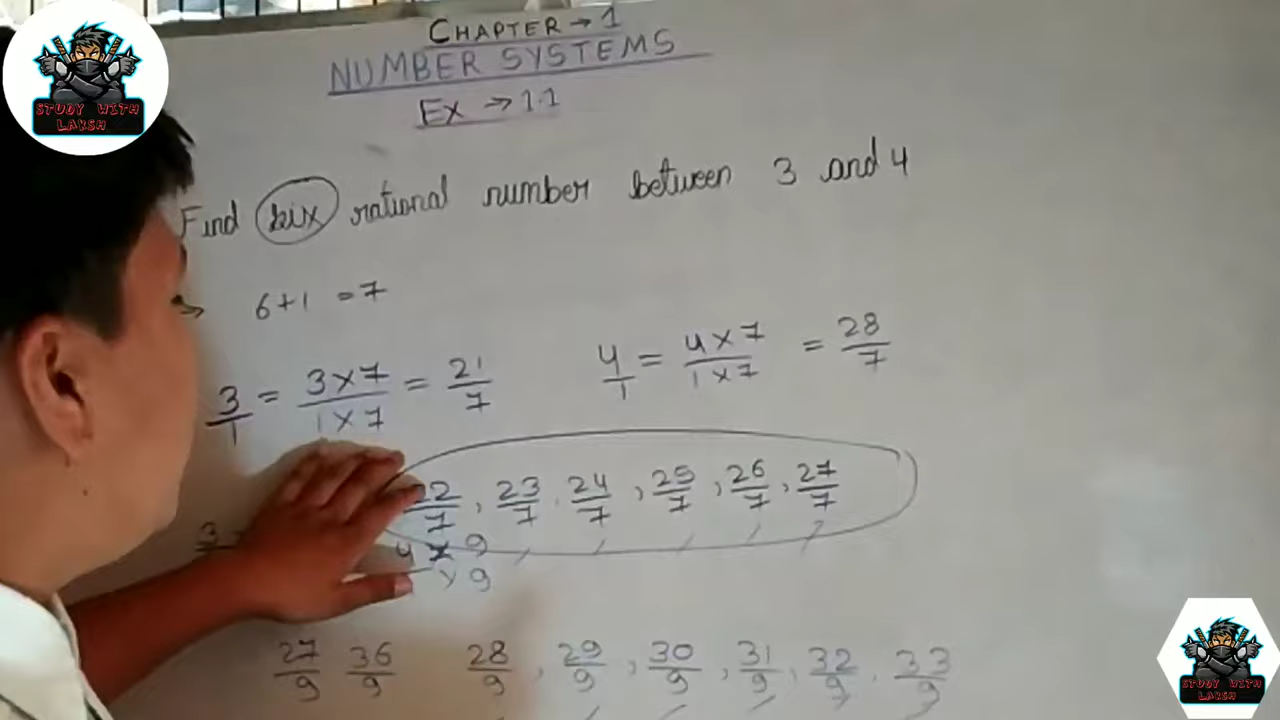 CHAPTER → 1
NUMBER SYSTEMS
Ex → 1.1
Find six rational number between 3 and 4
→ 6+1 = 7
3/1 = 3×7/1×7 = 21/7 4/1 = 4×7/1×7 = 28/7
22/7, 23/7, 24/7, 25/7, 26/7, 27/7
3 4×9/×9
27/9 36/9 28/9, 29/9, 30/9, 31/9, 32/9, 33/9
STUDY WITH
LAKSH
STUDY WITH
LAKSH